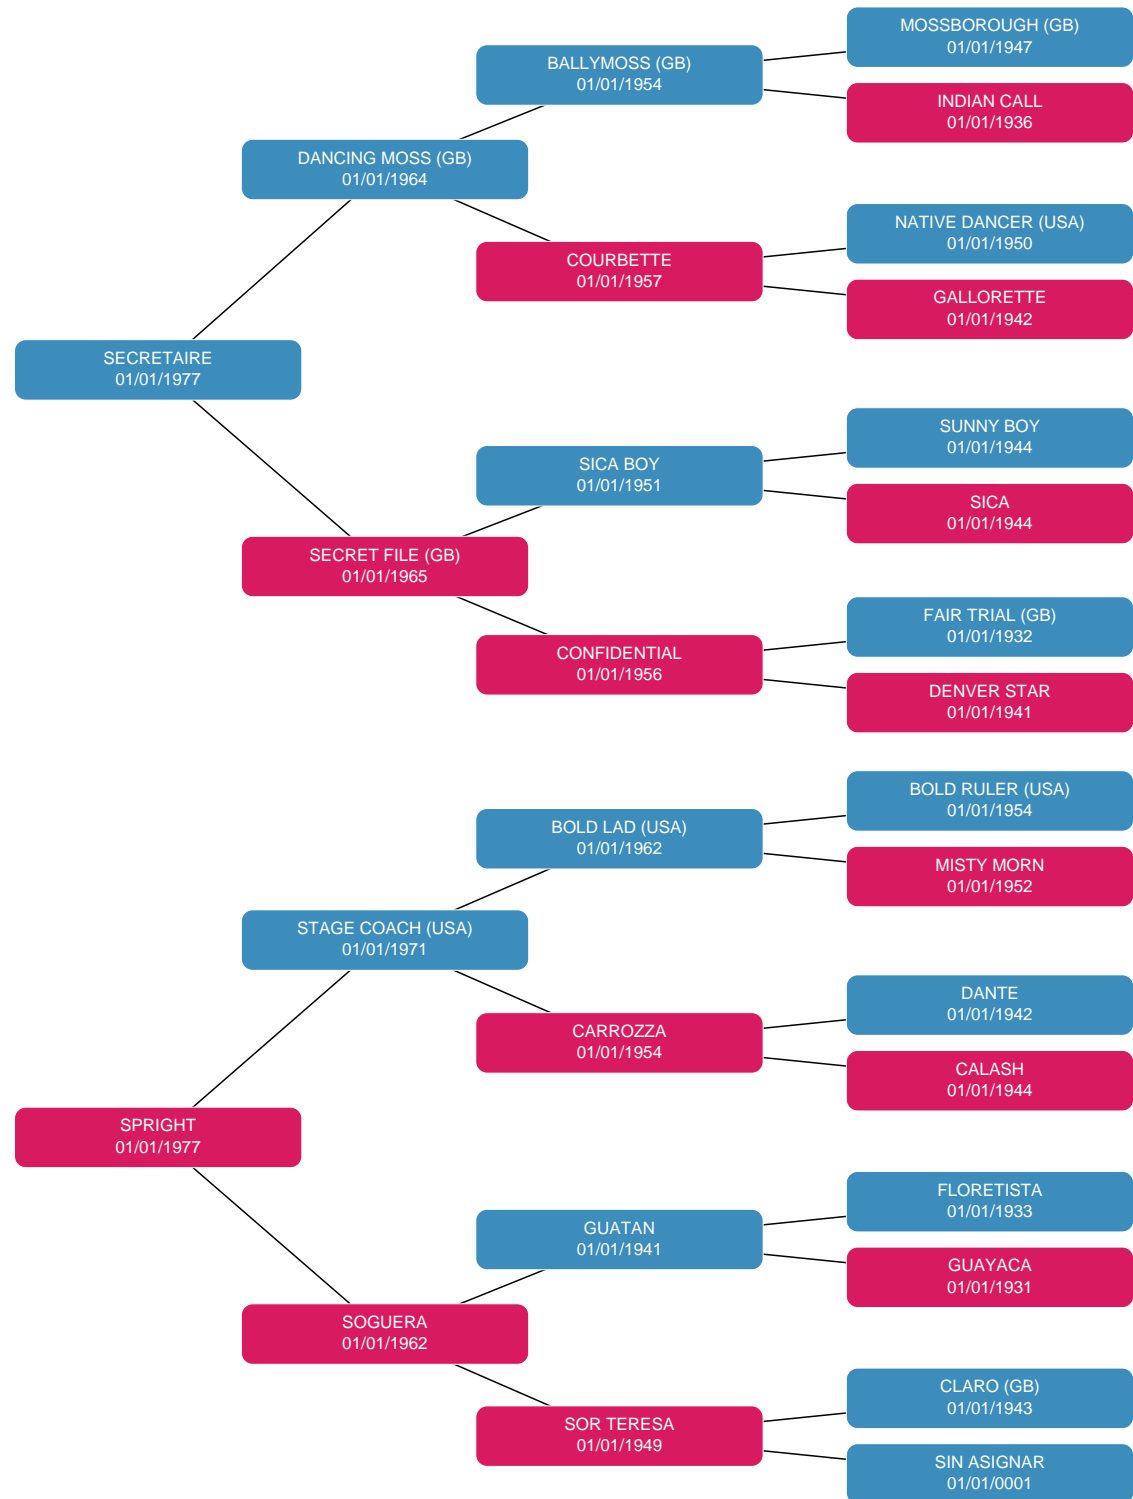 MOSSBOROUGH (GB)
01/01/1947
BALLYMOSS (GB)
01/01/1954
INDIAN CALL
01/01/1936
DANCING MOSS (GB)
01/01/1964
NATIVE DANCER (USA)
01/01/1950
COURBETTE
01/01/1957
GALLORETTE
01/01/1942
SECRETAIRE
01/01/1977
SUNNY BOY
01/01/1944
SICA BOY
01/01/1951
SICA
01/01/1944
SECRET FILE (GB)
01/01/1965
FAIR TRIAL (GB)
01/01/1932
CONFIDENTIAL
01/01/1956
DENVER STAR
01/01/1941
BOLD RULER (USA)
01/01/1954
BOLD LAD (USA)
01/01/1962
MISTY MORN
01/01/1952
STAGE COACH (USA)
01/01/1971
DANTE
01/01/1942
CARROZZA
01/01/1954
CALASH
01/01/1944
SPRIGHT
01/01/1977
FLORETISTA
01/01/1933
GUATAN
01/01/1941
GUAYACA
01/01/1931
SOGUERA
01/01/1962
CLARO (GB)
01/01/1943
SOR TERESA
01/01/1949
SIN ASIGNAR
01/01/0001